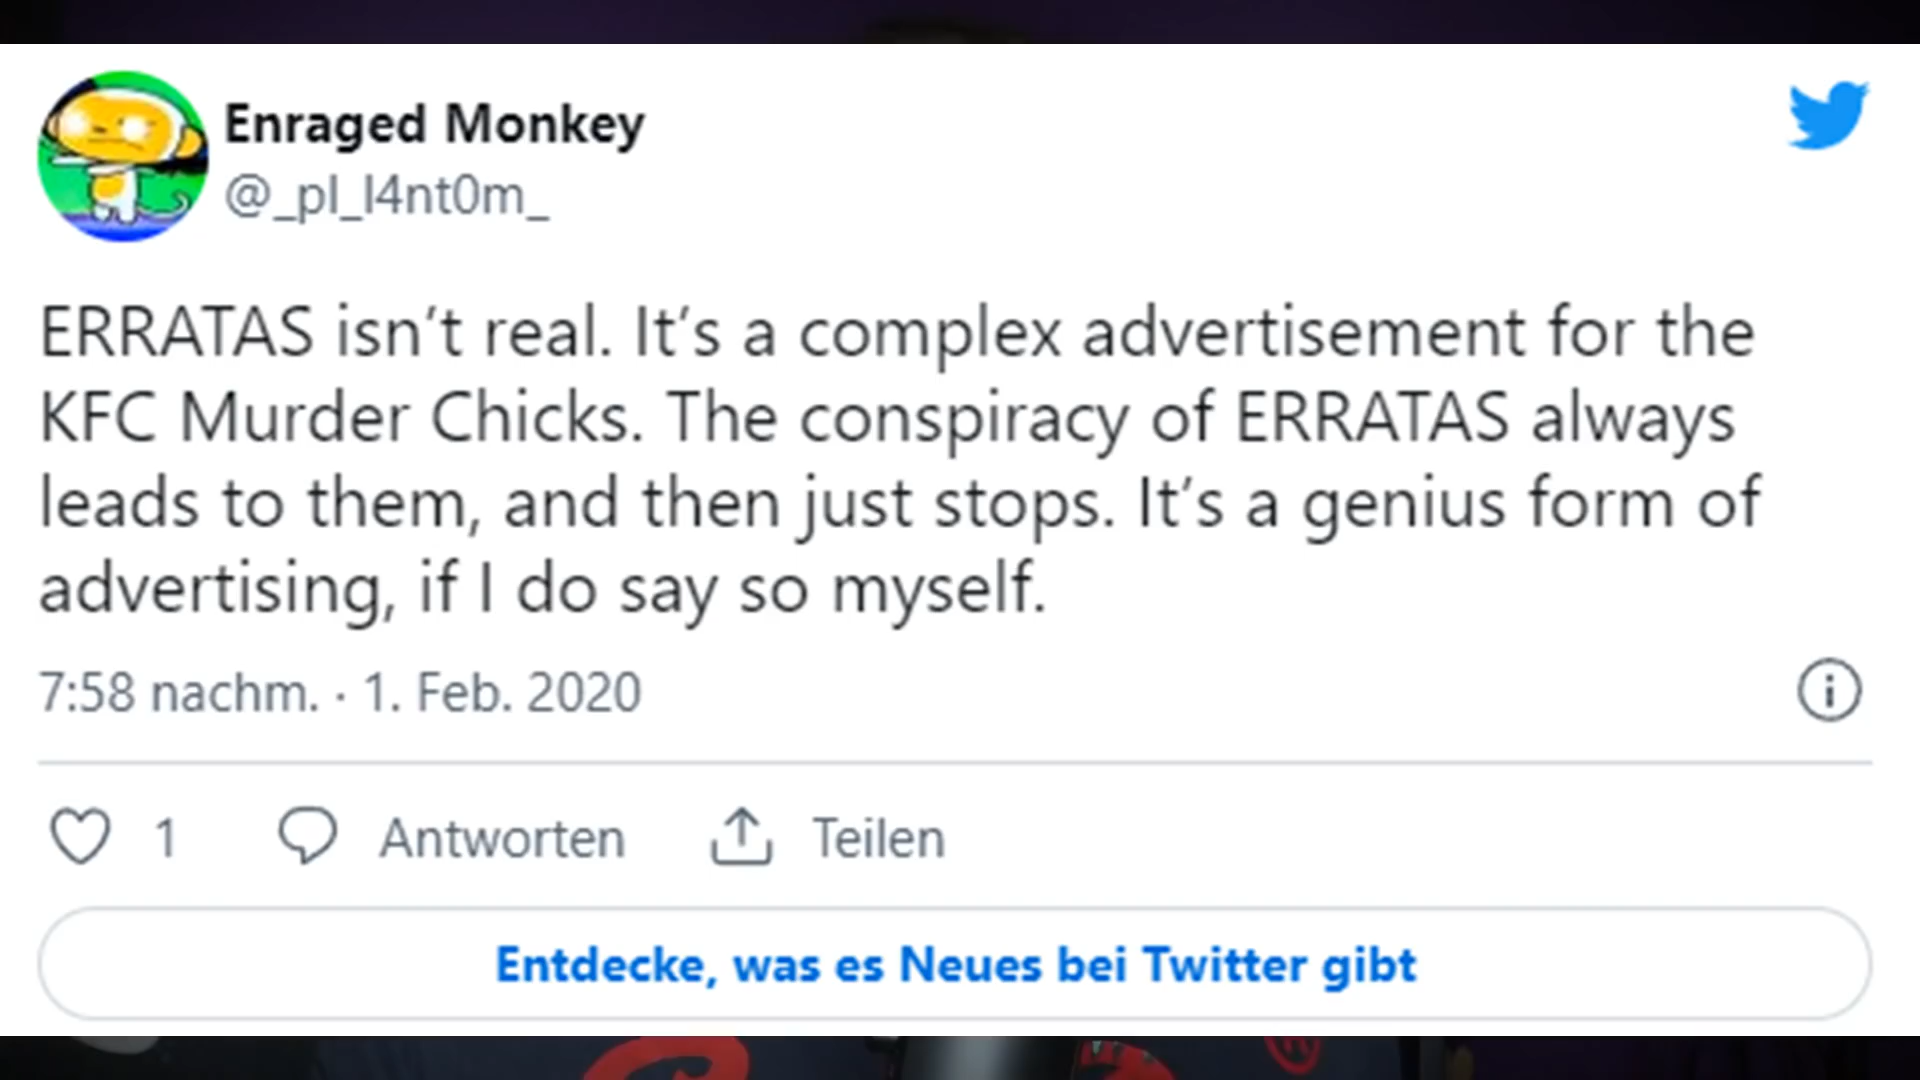 Enraged Monkey
@_pl_l4nt0m_
ERRATAS isn’t real. It’s a complex advertisement for the
KFC Murder Chicks. The conspiracy of ERRATAS always
leads to them, and then just stops. It’s a genius form of
advertising, if I do say so myself.
7:58 nachm. · 1. Feb. 2020
1 Antworten Teilen
Entdecke, was es Neues bei Twitter gibt